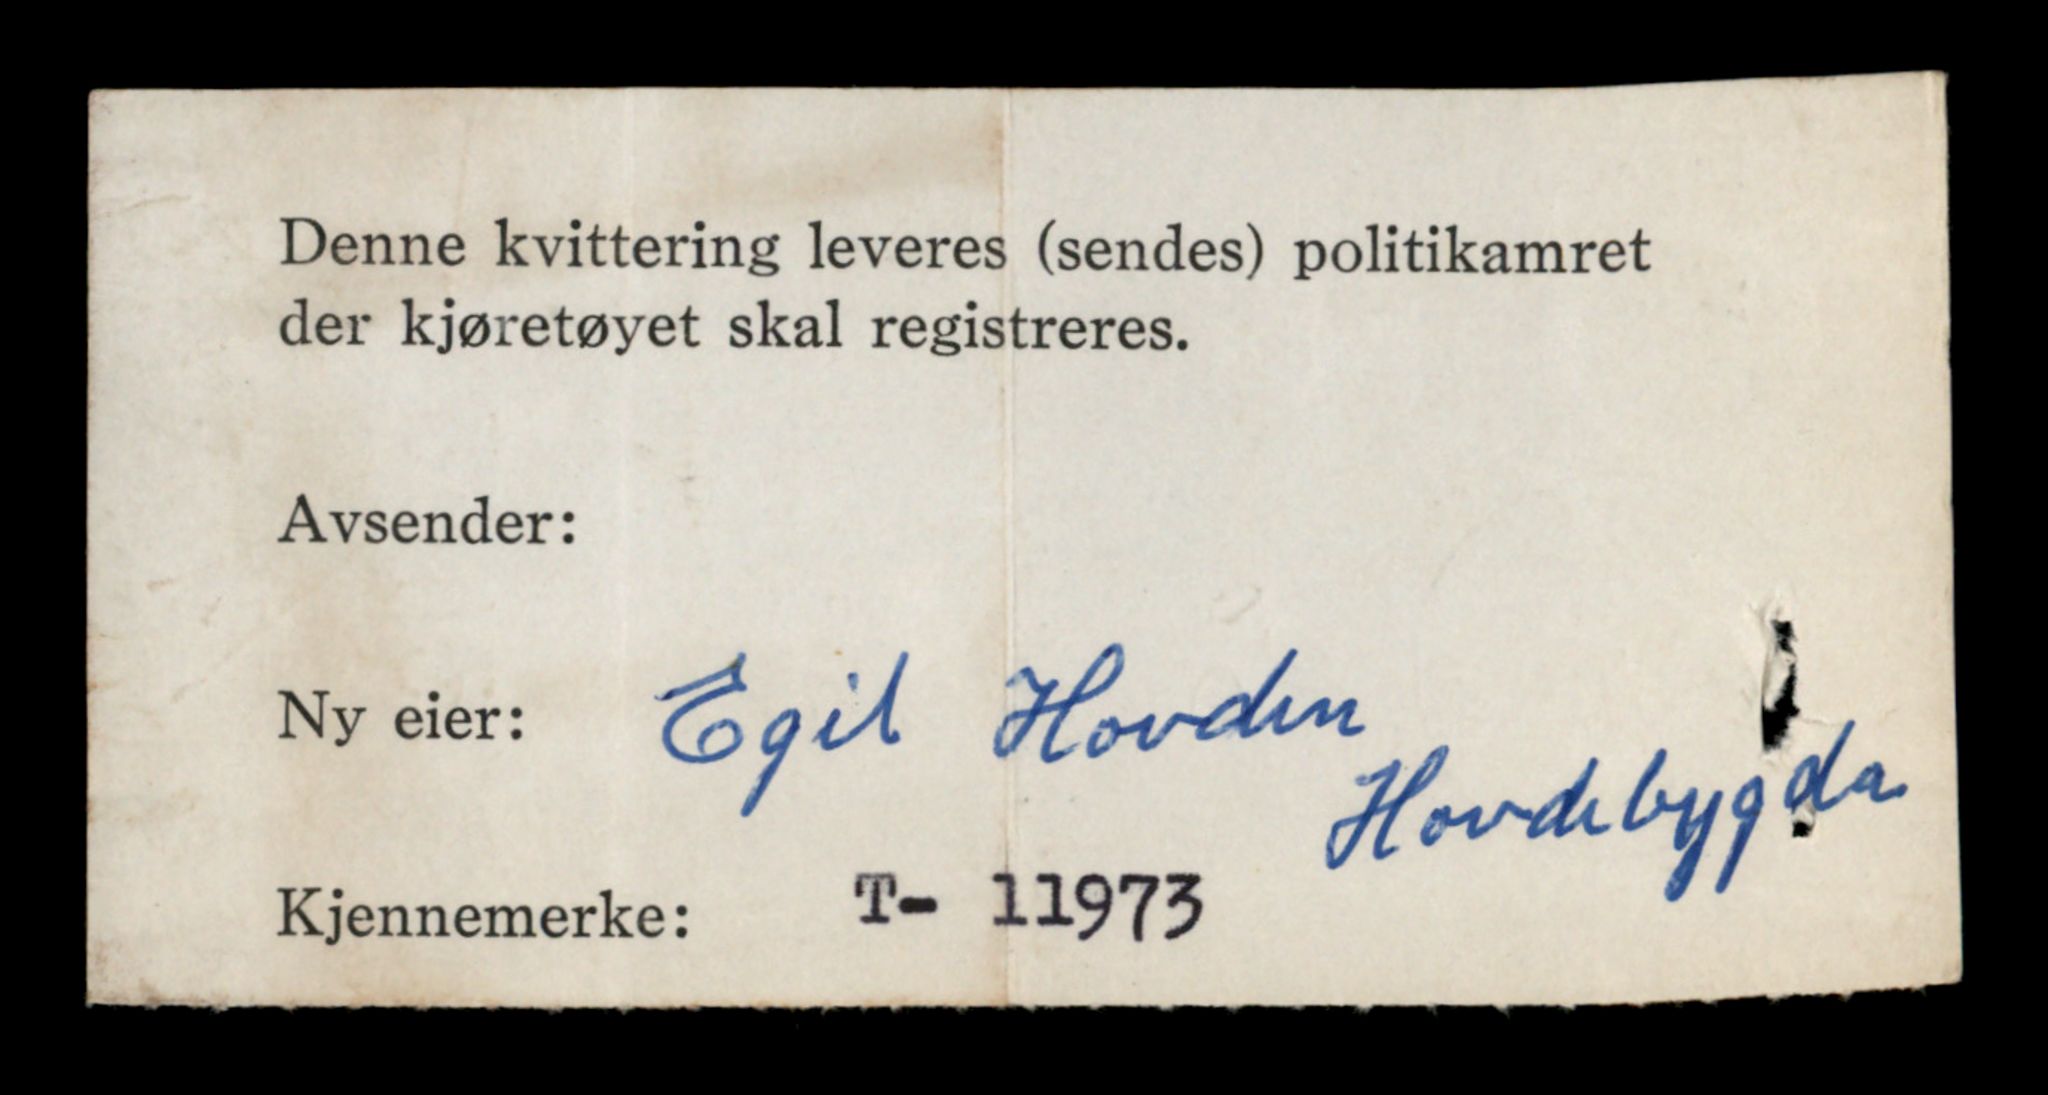 Denne kvittering leveres (sendes) politikamret
der kjøretøyet skal registreres.
Avsender:
Ny eier: Egil Hovden
Hovdebygda
Kjennemerke: T- 11973